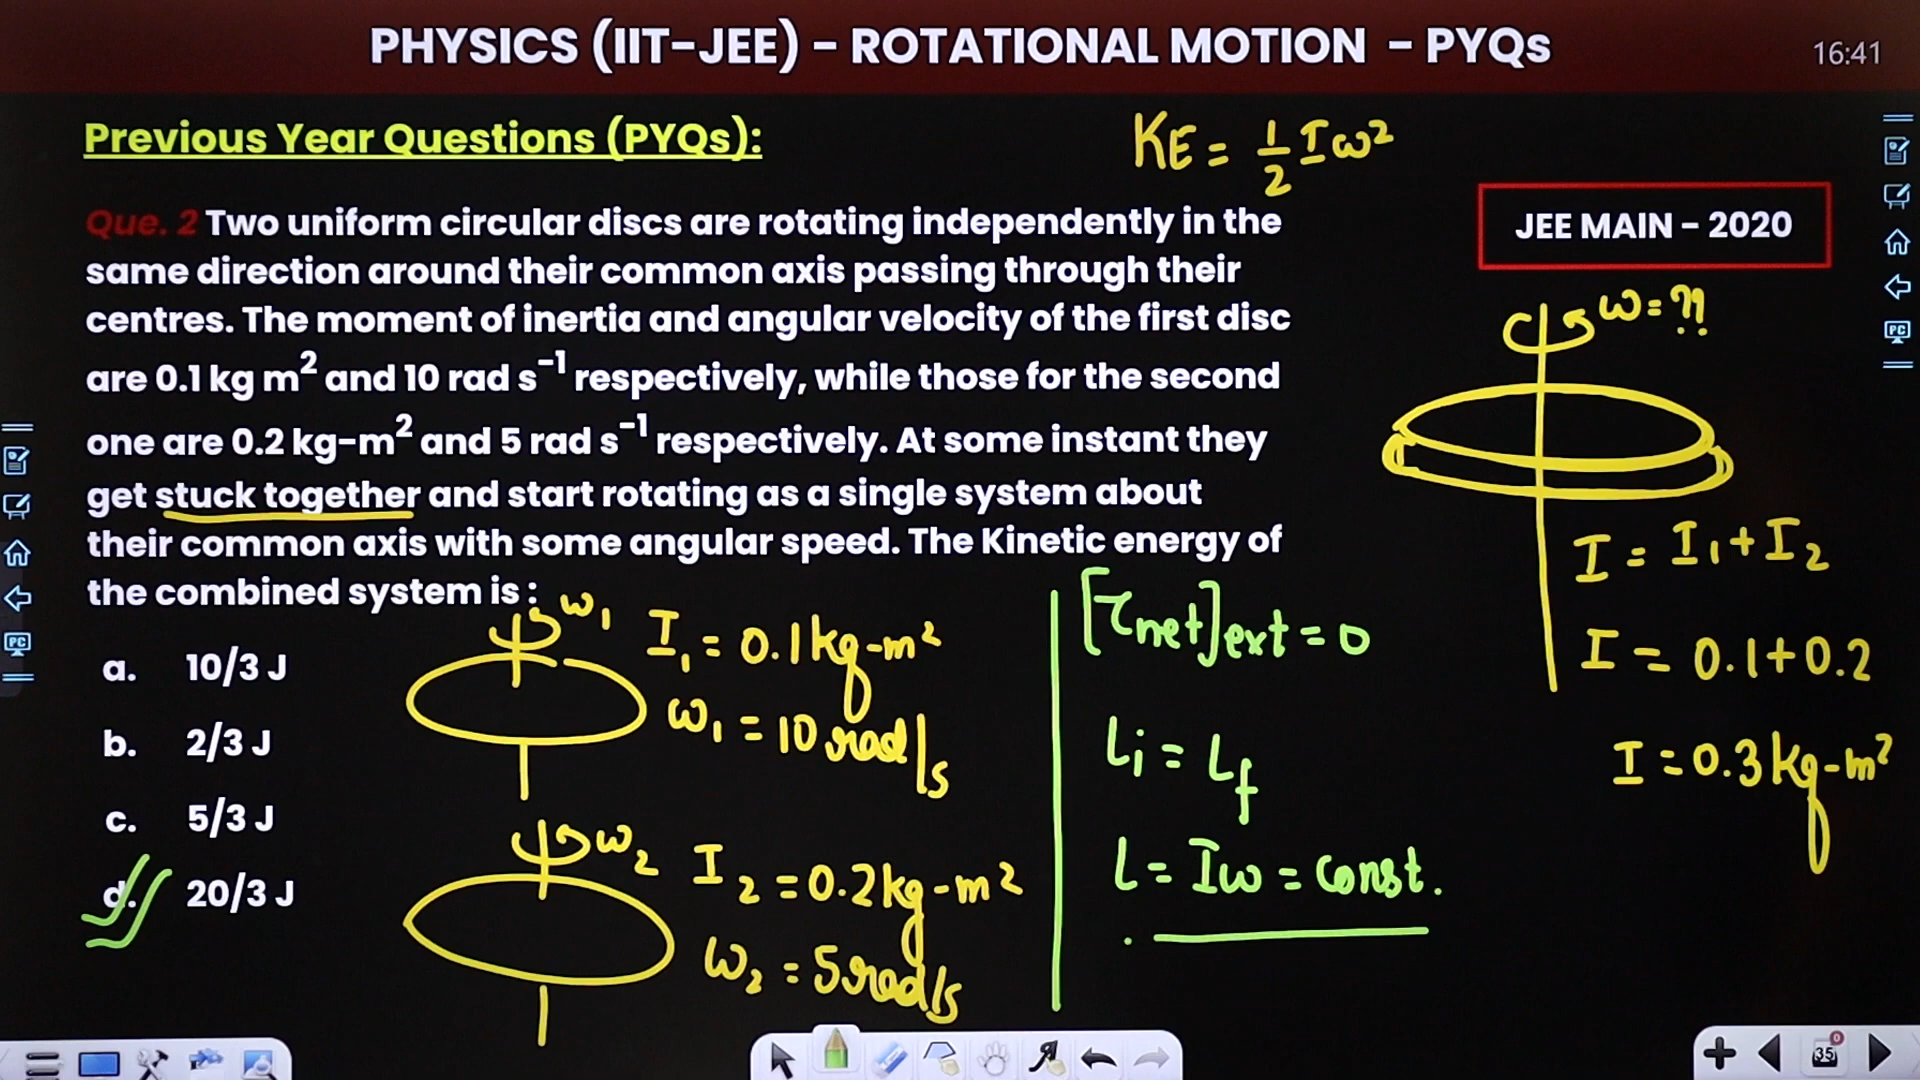 PHYSICS (IIT-JEE) - ROTATIONAL MOTION - PYQs
16:41
Previous Year Questions (PYQs):
KE = 1/2 Iω²
JEE MAIN - 2020
Que. 2 Two uniform circular discs are rotating independently in the
same direction around their common axis passing through their
centres. The moment of inertia and angular velocity of the first disc
are 0.1 kg m² and 10 rad s⁻¹ respectively, while those for the second
one are 0.2 kg-m² and 5 rad s⁻¹ respectively. At some instant they
get stuck together and start rotating as a single system about
their common axis with some angular speed. The Kinetic energy of
the combined system is :
a. 10/3 J
b. 2/3 J
c. 5/3 J
d. 20/3 J
ω₁
I₁ = 0.1 kg-m²
ω₁ = 10 rad/s
ω₂
I₂ = 0.2 kg-m²
ω₂ = 5 rad/s
[τnet]ext = 0
Li = Lf
L = Iω = const.
ω = ??
I = I₁ + I₂
I = 0.1 + 0.2
I = 0.3 kg-m²
PC
PC
35
0